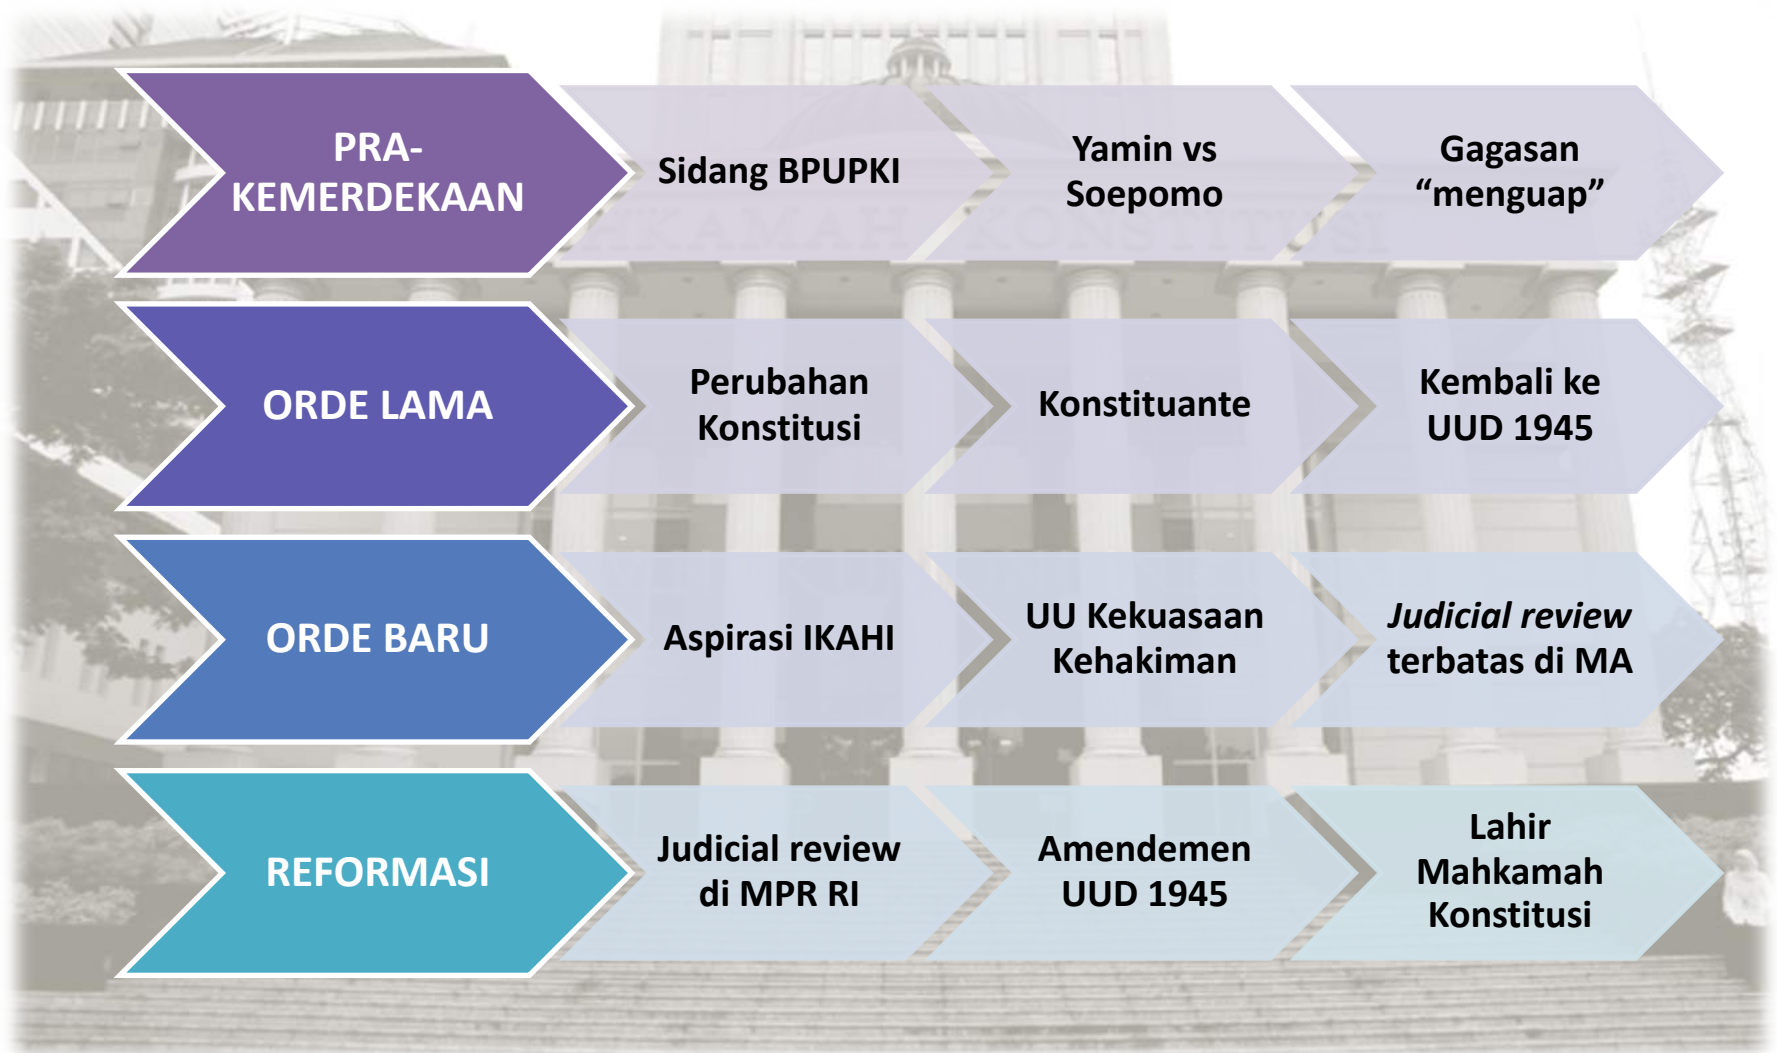 PRA-
KEMERDEKAAN
Sidang BPUPKI
Yamin vs
Soepomo
Gagasan
“menguap”
ORDE LAMA
Perubahan
Konstitusi
Konstituante
Kembali ke
UUD 1945
ORDE BARU
Aspirasi IKAHI
UU Kekuasaan
Kehakiman
Judicial review
terbatas di MA
REFORMASI
Judicial review
di MPR RI
Amendemen
UUD 1945
Lahir
Mahkamah
Konstitusi
HKAMAH KONSTITUSI